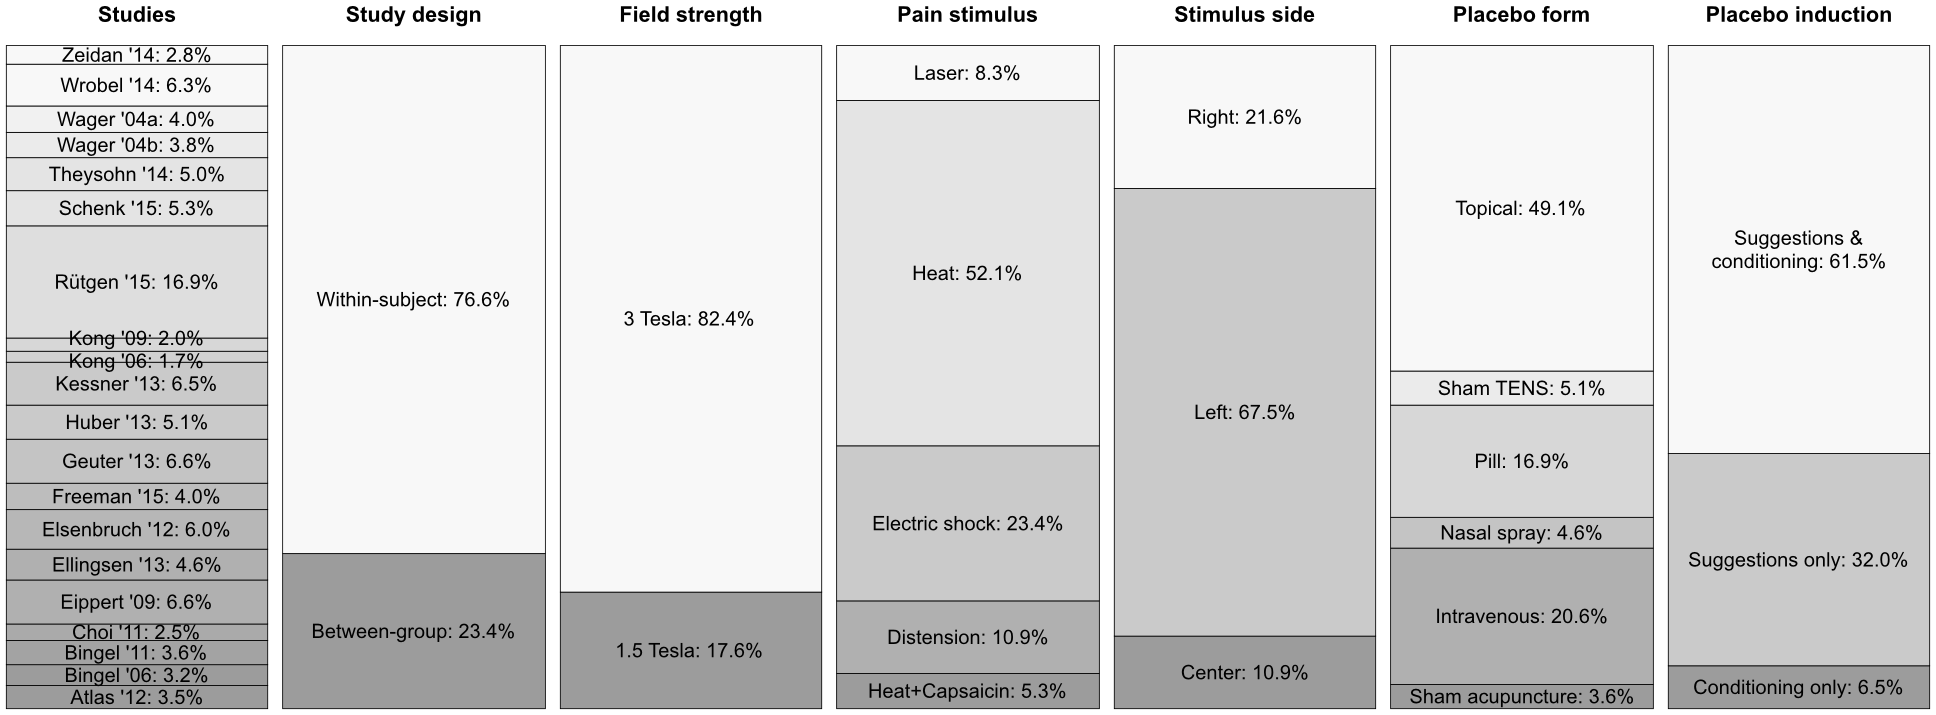 Studies
Zeidan '14: 2.8%
Wrobel '14: 6.3%
Wager '04a: 4.0%
Wager '04b: 3.8%
Theysohn '14: 5.0%
Schenk '15: 5.3%
Rütgen '15: 16.9%
Kong '09: 2.0%
Kong '06: 1.7%
Kessner '13: 6.5%
Huber '13: 5.1%
Geuter '13: 6.6%
Freeman '15: 4.0%
Elsenbruch '12: 6.0%
Ellingsen '13: 4.6%
Eippert '09: 6.6%
Choi '11: 2.5%
Bingel '11: 3.6%
Bingel '06: 3.2%
Atlas '12: 3.5%
Study design
Within-subject: 76.6%
Between-group: 23.4%
Field strength
3 Tesla: 82.4%
1.5 Tesla: 17.6%
Pain stimulus
Laser: 8.3%
Heat: 52.1%
Electric shock: 23.4%
Distension: 10.9%
Heat+Capsaicin: 5.3%
Stimulus side
Right: 21.6%
Left: 67.5%
Center: 10.9%
Placebo form
Topical: 49.1%
Sham TENS: 5.1%
Pill: 16.9%
Nasal spray: 4.6%
Intravenous: 20.6%
Sham acupuncture: 3.6%
Placebo induction
Suggestions &
conditioning: 61.5%
Suggestions only: 32.0%
Conditioning only: 6.5%